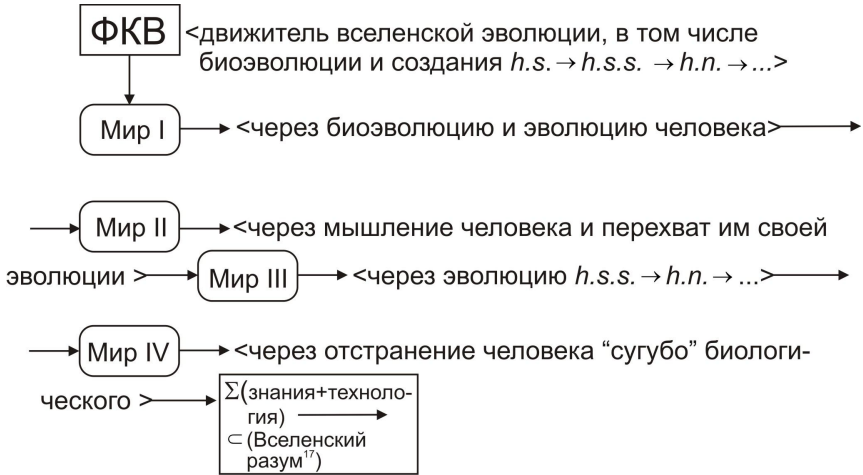 ФКВ <движитель вселенской эволюции, в том числе
биоэволюции и создания h.s. → h.s.s. → h.n. → ...>
Мир I <через биоэволюцию и эволюцию человека>
Мир II <через мышление человека и перехват им своей
эволюции > Мир III <через эволюцию h.s.s. → h.n. → ...>
Мир IV <через отстранение человека “сугубо” биологи-
ческого > Σ(знания+техноло-
гия)
⊂ (Вселенский
разум¹⁷)